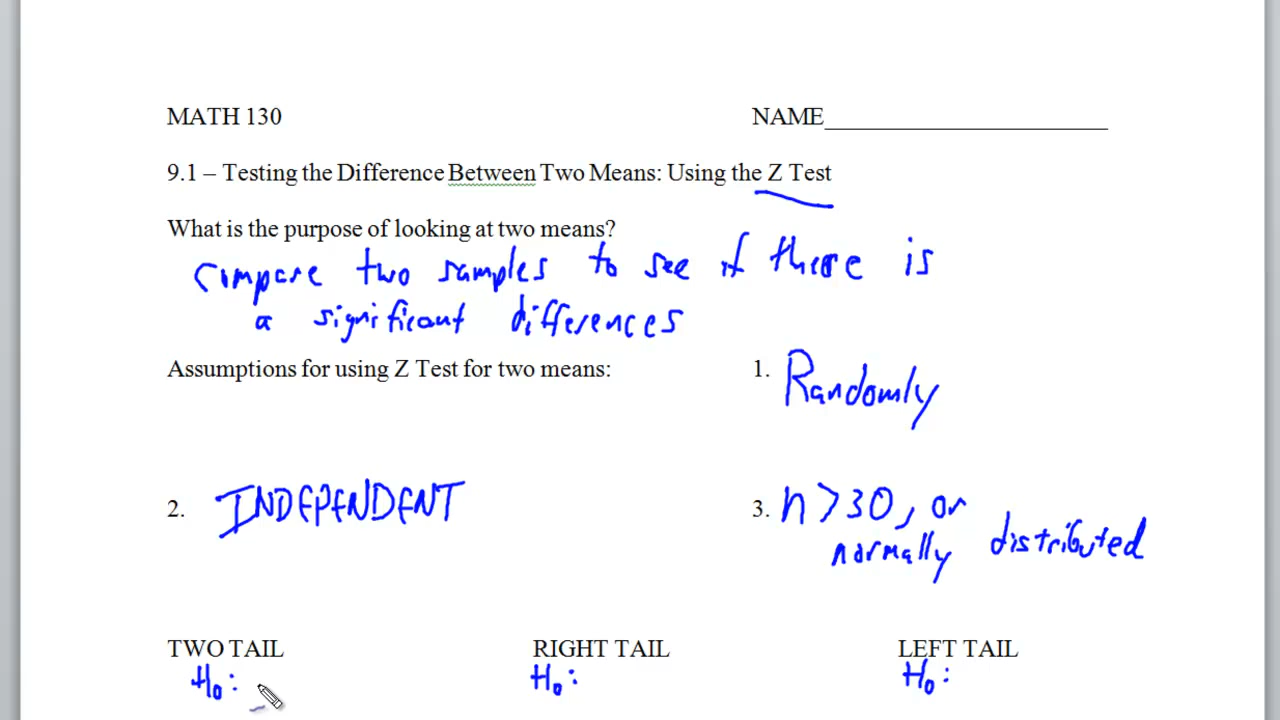 MATH 130 NAME
9.1 – Testing the Difference Between Two Means: Using the Z Test
What is the purpose of looking at two means?
Compare two samples to see if there is
a significant differences
Assumptions for using Z Test for two means: 1. Randomly
2. INDEPENDENT 3. n > 30, or
normally distributed
TWO TAIL RIGHT TAIL LEFT TAIL
H₀: H₀: H₀: